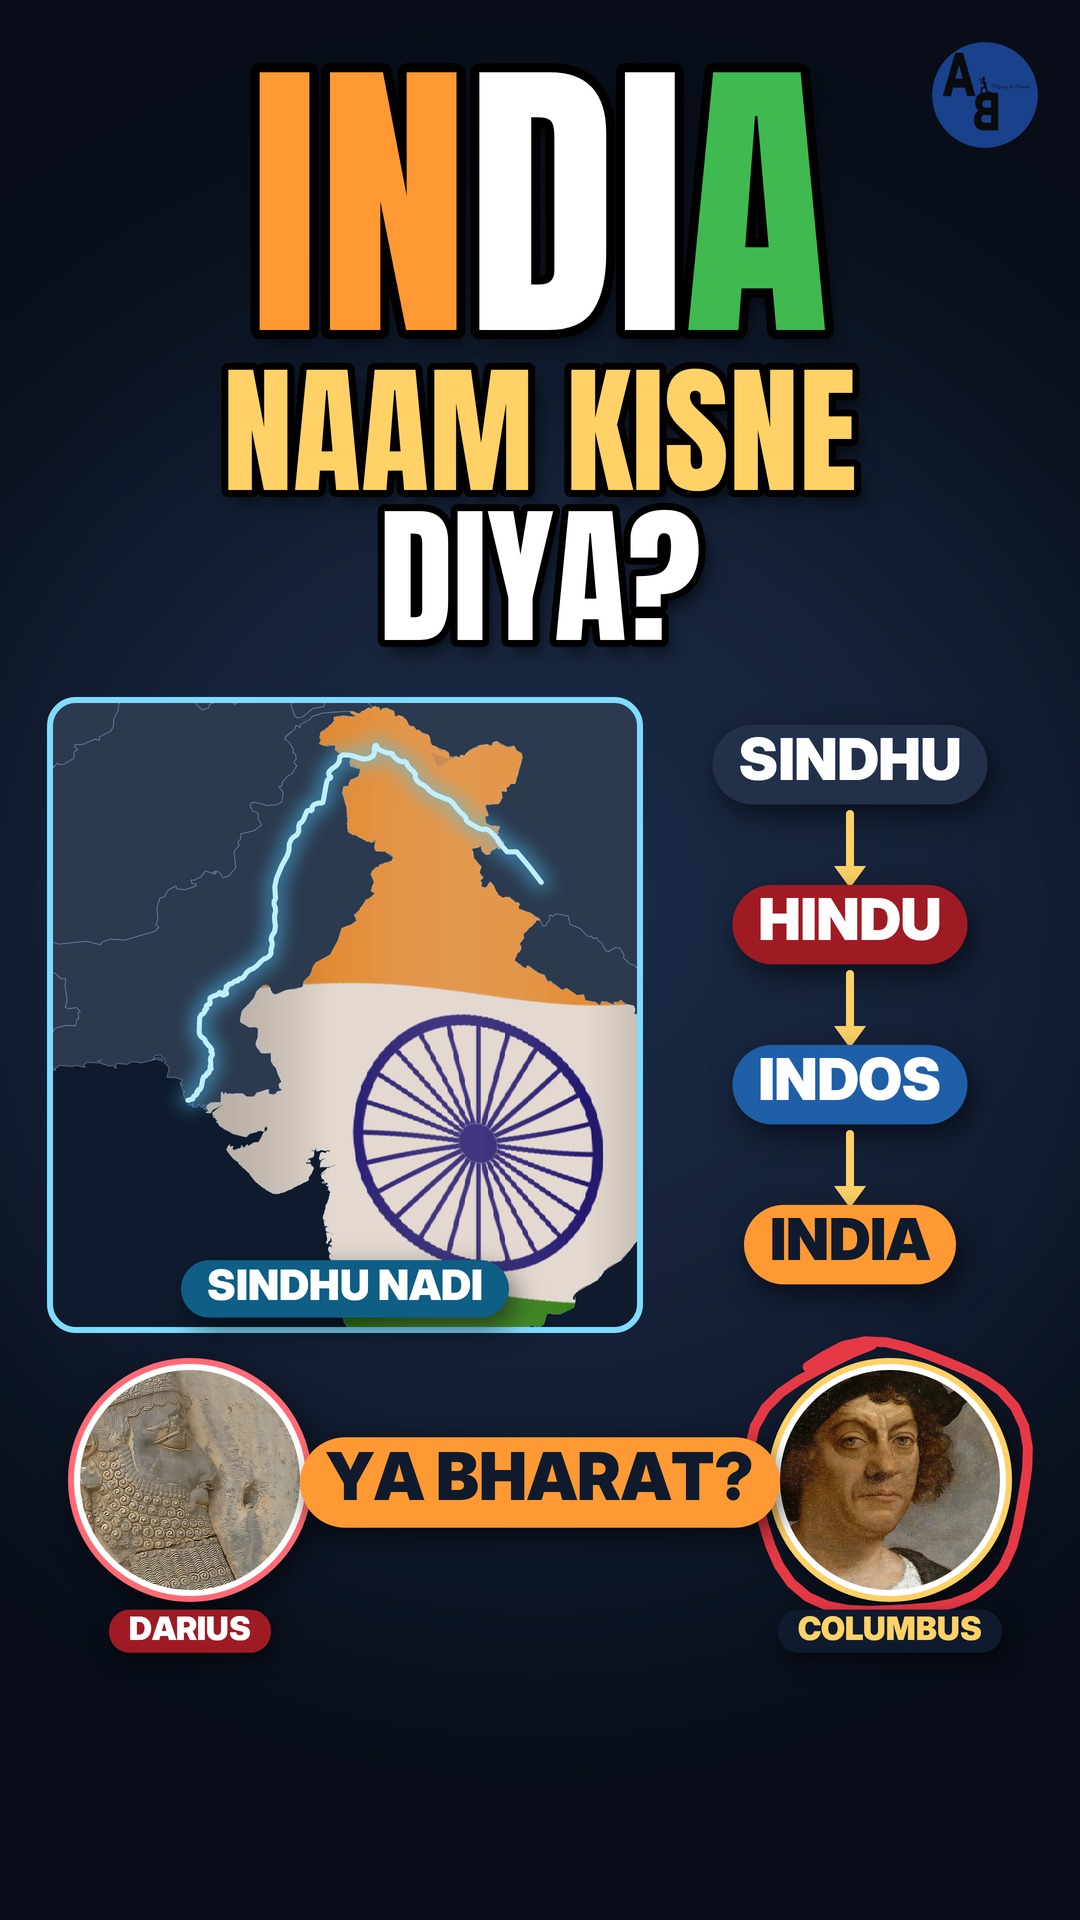 INDIA
A
B
NAAM KISNE
DIYA?
SINDHU
HINDU
INDOS
INDIA
SINDHU NADI
YA BHARAT?
DARIUS
COLUMBUS